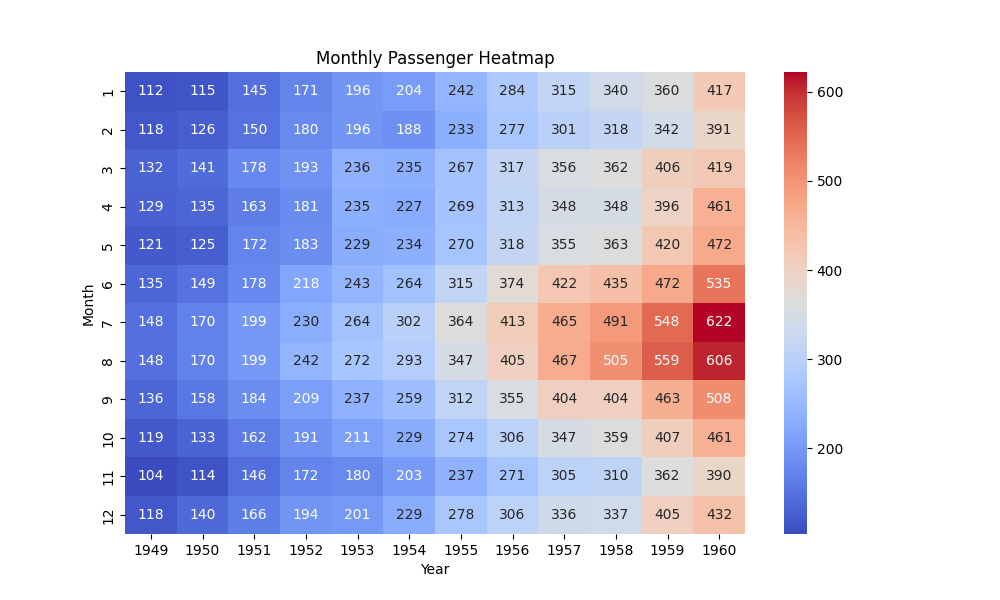 Monthly Passenger Heatmap
1 112 115 145 171 196 204 242 284 315 340 360 417
2 118 126 150 180 196 188 233 277 301 318 342 391
3 132 141 178 193 236 235 267 317 356 362 406 419
4 129 135 163 181 235 227 269 313 348 348 396 461
5 121 125 172 183 229 234 270 318 355 363 420 472
6 135 149 178 218 243 264 315 374 422 435 472 535
7 148 170 199 230 264 302 364 413 465 491 548 622
8 148 170 199 242 272 293 347 405 467 505 559 606
9 136 158 184 209 237 259 312 355 404 404 463 508
10 119 133 162 191 211 229 274 306 347 359 407 461
11 104 114 146 172 180 203 237 271 305 310 362 390
12 118 140 166 194 201 229 278 306 336 337 405 432
1949 1950 1951 1952 1953 1954 1955 1956 1957 1958 1959 1960
Year
Month
600
500
400
300
200